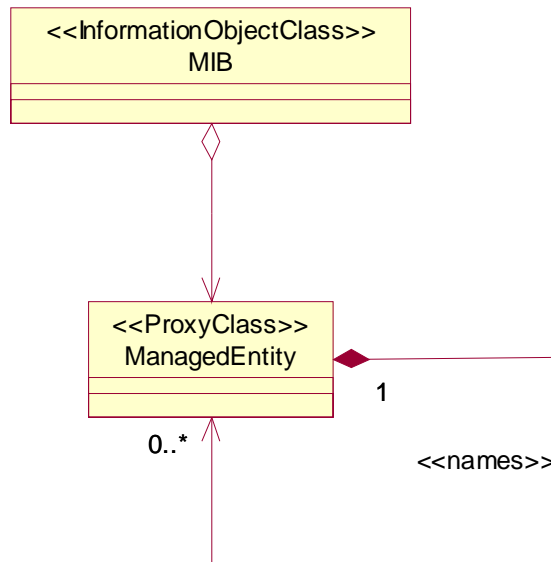 <<InformationObjectClass>>
MIB
<<ProxyClass>>
ManagedEntity
1
0..*
<<names>>